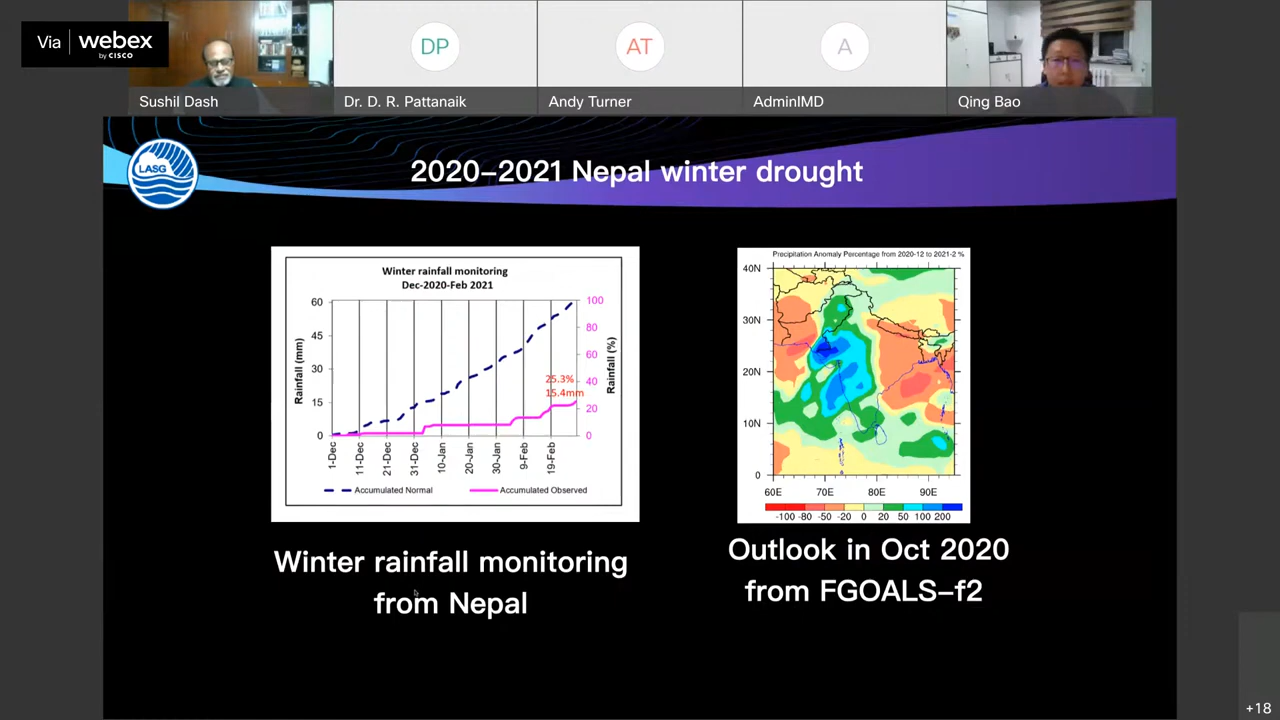 Via webex
by CISCO
DP
AT
A
Sushil Dash
Dr. D. R. Pattanaik
Andy Turner
AdminIMD
Qing Bao
LASG
2020–2021 Nepal winter drought
Winter rainfall monitoring
Dec-2020-Feb 2021
Rainfall (mm)
60
45
30
15
0
100
80
60
40
20
0
Rainfall (%)
25.3%
15.4mm
1-Dec
11-Dec
21-Dec
31-Dec
10-Jan
20-Jan
30-Jan
9-Feb
19-Feb
Accumulated Normal
Accumulated Observed
Winter rainfall monitoring
from Nepal
Precipitation Anomaly Percentage from 2020-12 to 2021-2 %
40N
30N
20N
10N
0
60E 70E 80E 90E
-100 -80 -50 -20 0 20 50 100 200
Outlook in Oct 2020
from FGOALS–f2
+18